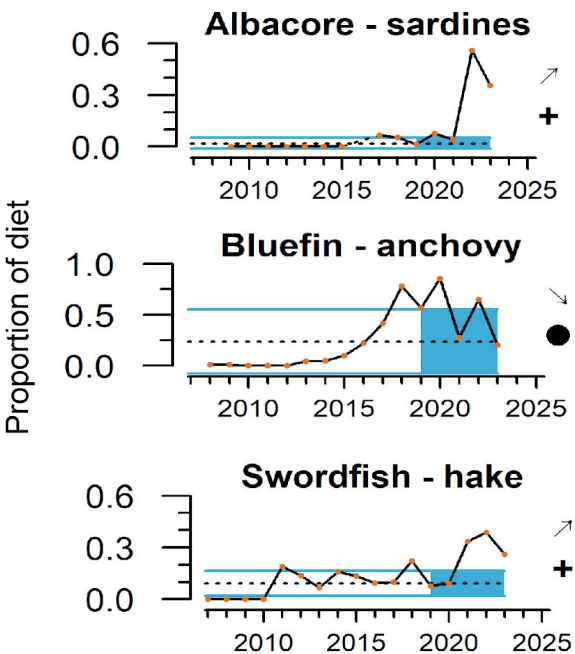 Albacore - sardines
0.6
0.3
0.0
2010 2015 2020 2025
Proportion of diet
Bluefin - anchovy
1.0
0.5
0.0
2010 2015 2020 2025
Swordfish - hake
0.6
0.3
0.0
2010 2015 2020 2025